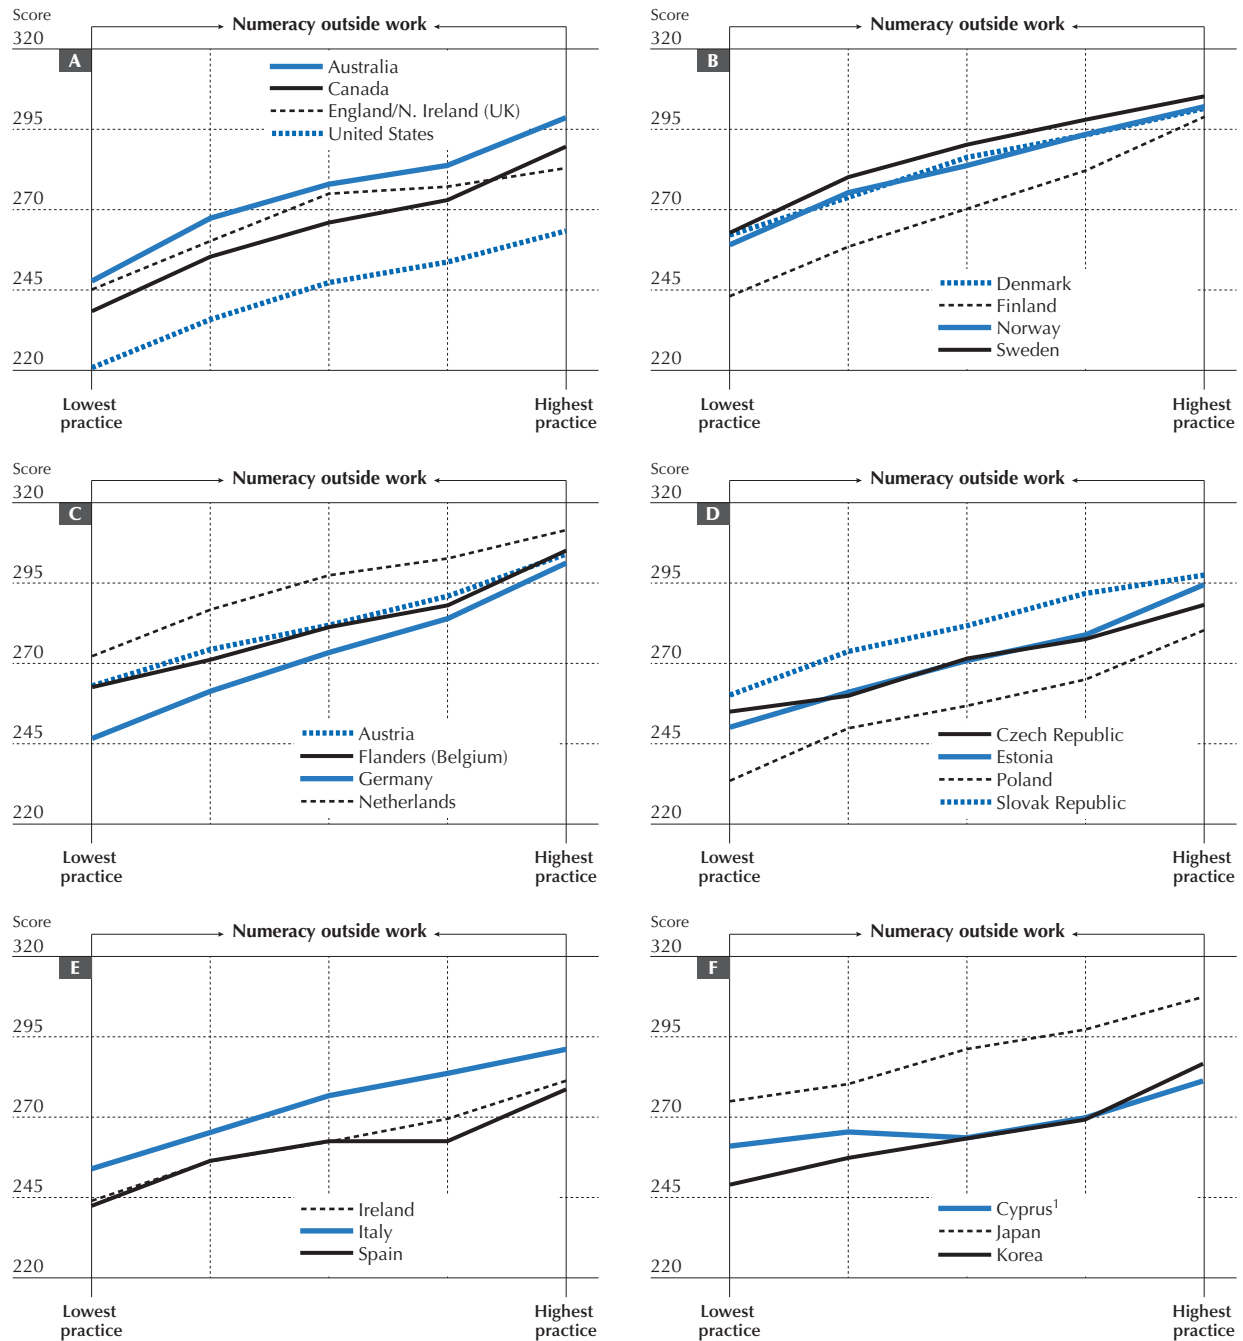 Score
Numeracy outside work
320
A
Australia
Canada
England/N. Ireland (UK)
United States
295
270
245
220
Lowest
practice
Highest
practice
Score
Numeracy outside work
320
B
295
270
245
220
Denmark
Finland
Norway
Sweden
Lowest
practice
Highest
practice
Score
Numeracy outside work
320
C
295
270
245
220
Austria
Flanders (Belgium)
Germany
Netherlands
Lowest
practice
Highest
practice
Score
Numeracy outside work
320
D
295
270
245
220
Czech Republic
Estonia
Poland
Slovak Republic
Lowest
practice
Highest
practice
Score
Numeracy outside work
320
E
295
270
245
220
Ireland
Italy
Spain
Lowest
practice
Highest
practice
Score
Numeracy outside work
320
F
295
270
245
220
Cyprus¹
Japan
Korea
Lowest
practice
Highest
practice